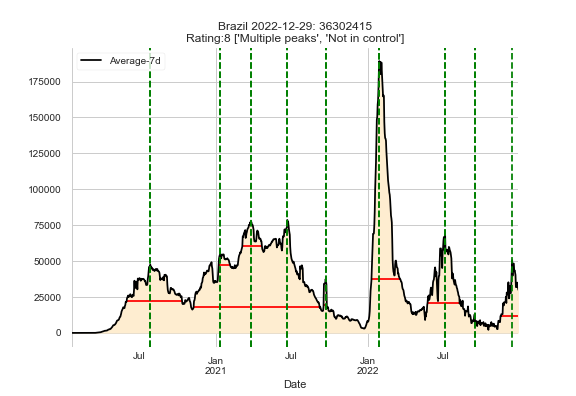 Brazil 2022-12-29: 36302415
Rating:8 ['Multiple peaks', 'Not in control']
Average-7d
175000
150000
125000
100000
75000
50000
25000
0
Jul
Jan
2021
Jul
Jan
2022
Jul
Date